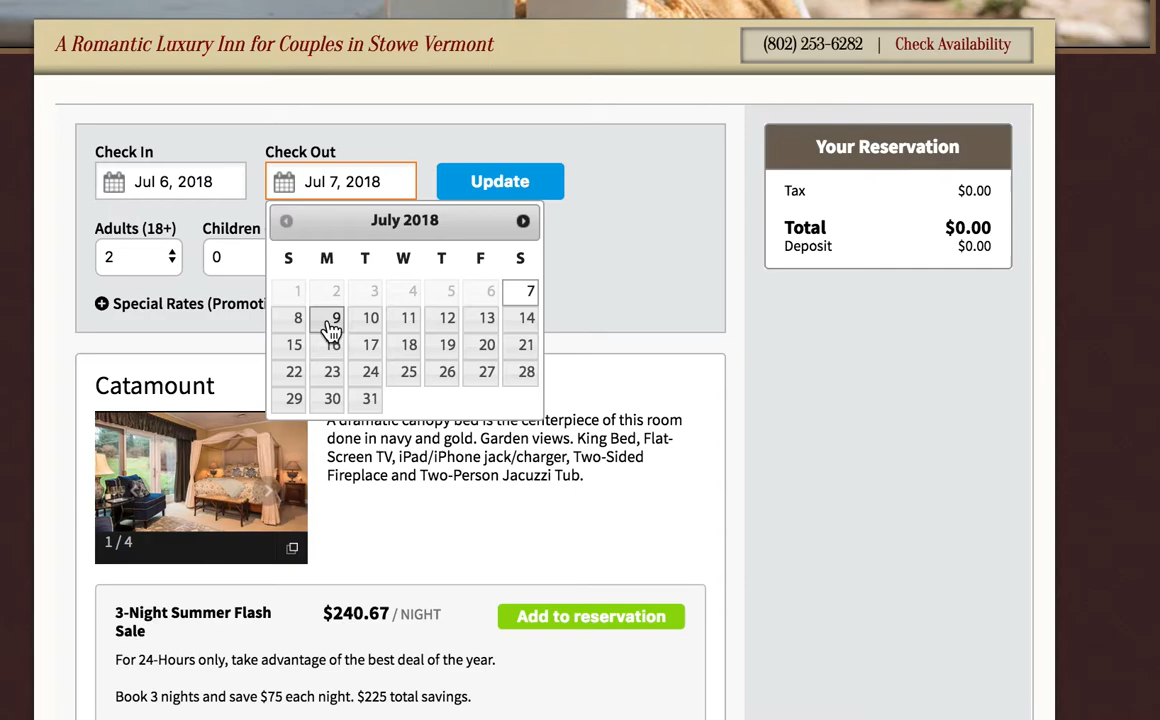 A Romantic Luxury Inn for Couples in Stowe Vermont
(802) 253-6282 | Check Availability
Check In
Check Out
Jul 6, 2018
Jul 7, 2018
Update
Your Reservation
Tax $0.00
Total $0.00
Deposit $0.00
Adults (18+)
Children
2
0
Special Rates (Promoti
July 2018
S M T W T F S
1 2 3 4 5 6 7
8 9 10 11 12 13 14
15 16 17 18 19 20 21
22 23 24 25 26 27 28
29 30 31
Catamount
A dramatic canopy bed is the centerpiece of this room
done in navy and gold. Garden views. King Bed, Flat-
Screen TV, iPad/iPhone jack/charger, Two-Sided
Fireplace and Two-Person Jacuzzi Tub.
1 / 4
3-Night Summer Flash
Sale
$240.67 / NIGHT
Add to reservation
For 24-Hours only, take advantage of the best deal of the year.
Book 3 nights and save $75 each night. $225 total savings.